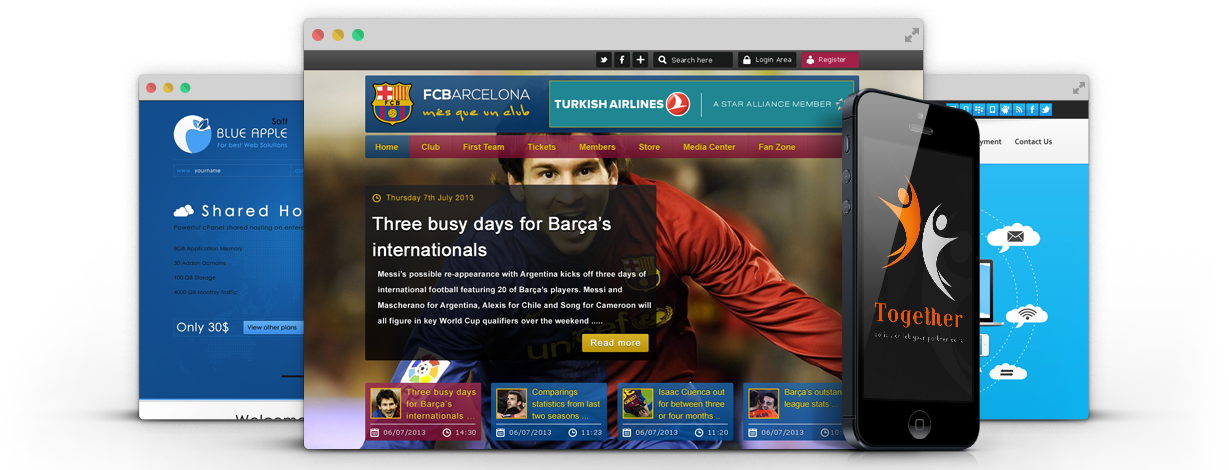 Search here
Login Area
Register
FCB
FCBARCELONA
més que un club
TURKISH AIRLINES
A STAR ALLIANCE MEMBER
Home
Club
First Team
Tickets
Members
Store
Media Center
Fan Zone
Thursday 7th July 2013
Three busy days for Barça's
internationals
Messi's possible re-appearance with Argentina kicks off three days of
international football featuring 20 of Barça's players. Messi and
Mascherano for Argentina, Alexis for Chile and Song for Cameroon will
all figure in key World Cup qualifiers over the weekend .....
Read more
unicef
Three busy days
for Barça's
internationals ...
06/07/2013
14:30
Comparings
statistics from last
two seasons ...
06/07/2013
11:23
Isaac Cuenca out
for between three
or four months ..
06/07/2013
11:20
Barça's outstan
league stats ...
06/07/2013
Soft
BLUE APPLE
For best Web Solutions
www. yourname
Shared Ho
Powerful cPanel shared hosting on enterp
8GB Application Memory
30 Addon Domains
100 GB Storage
4000 GB Monthly Traffic
Only 30$
View other plans
Welcome
yment
Contact Us
Together